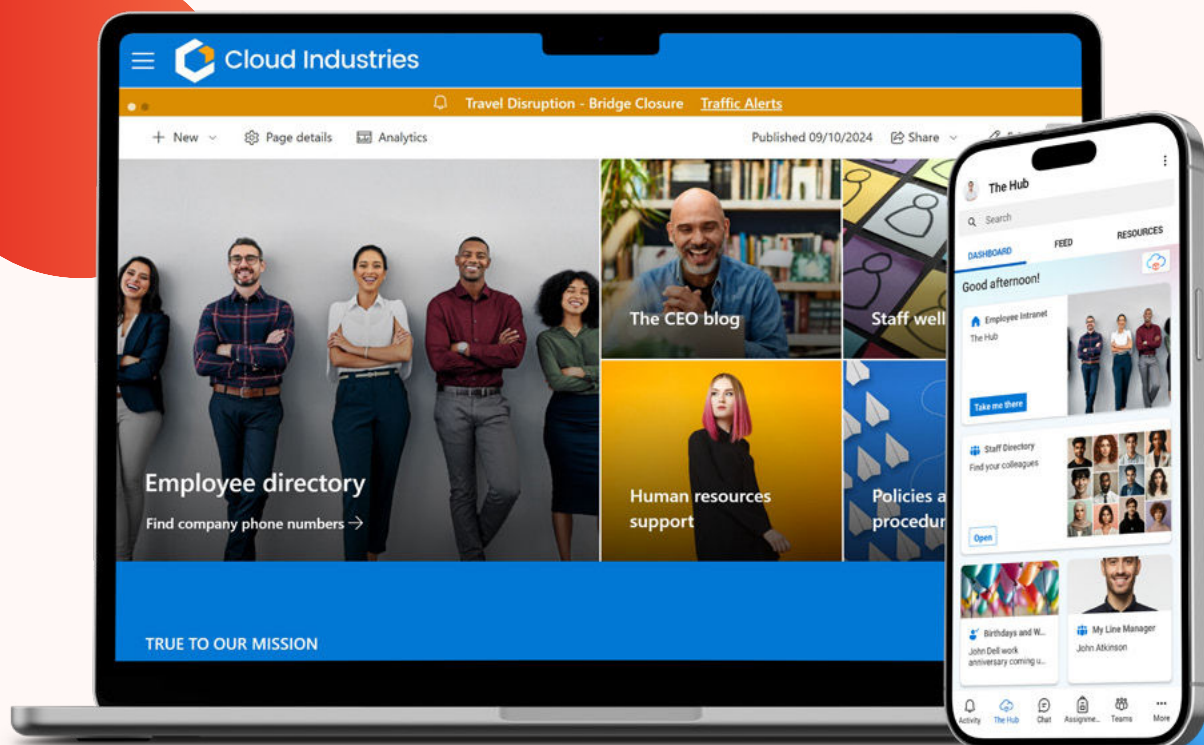 Cloud Industries
Travel Disruption - Bridge Closure Traffic Alerts
+ New Page details Analytics Published 09/10/2024 Share
The CEO blog
Staff well
Employee directory
Find company phone numbers →
Human resources
support
Policies a
procedur
TRUE TO OUR MISSION
The Hub
Search
DASHBOARD FEED RESOURCES
Good afternoon!
Employee Intranet
The Hub
Take me there
Staff Directory
Find your colleagues
Open
Birthdays and W...
John Dell work
anniversary coming u...
My Line Manager
John Atkinson
Activity The Hub Chat Assignme... Teams More